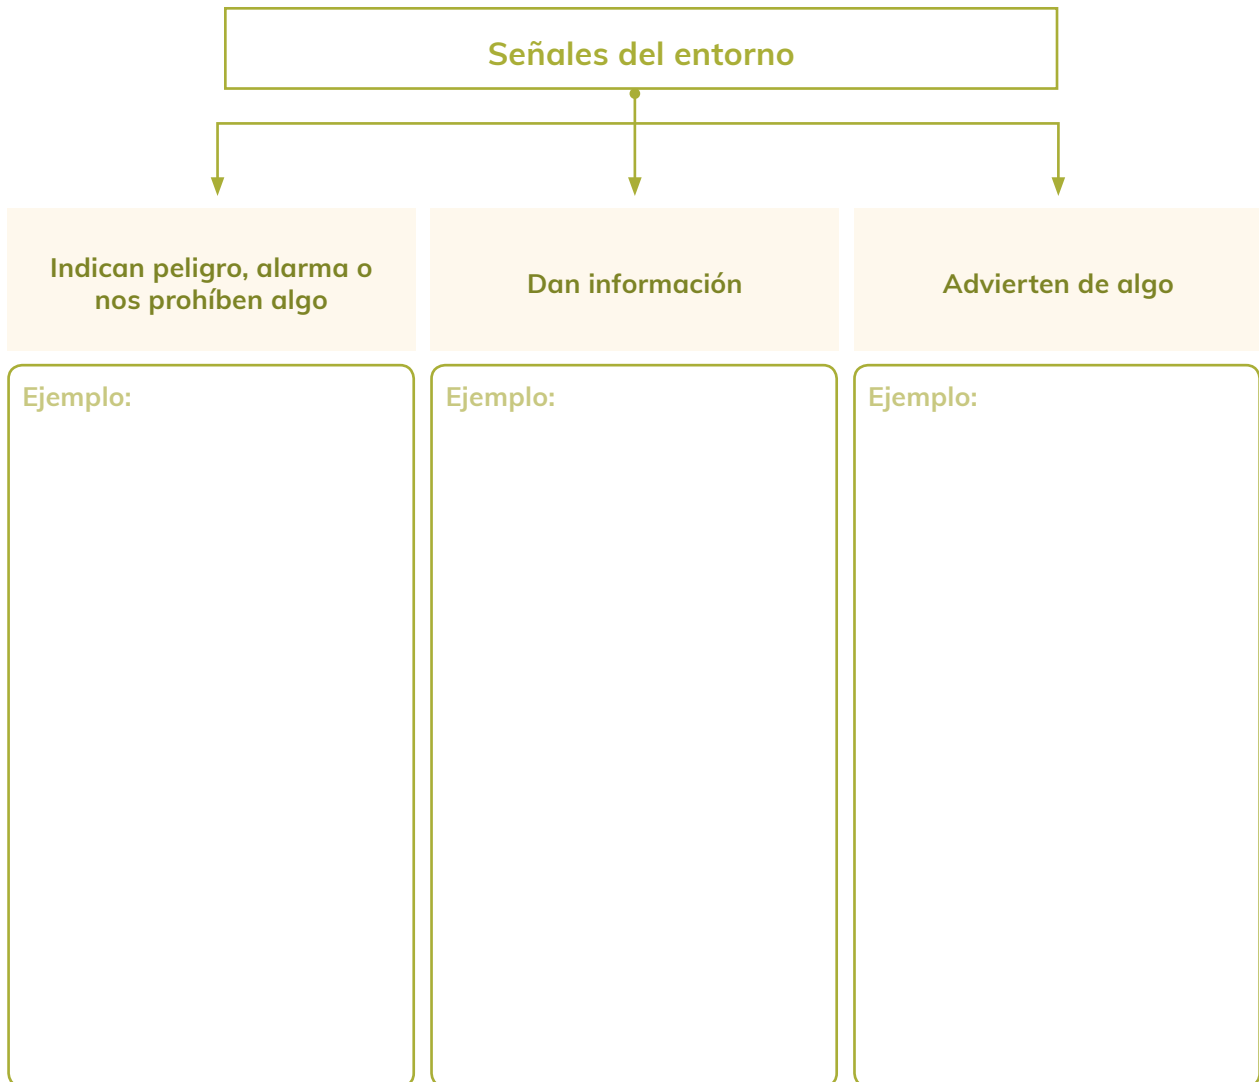 Señales del entorno
Indican peligro, alarma o
nos prohíben algo
Dan información
Advierten de algo
Ejemplo:
Ejemplo:
Ejemplo: